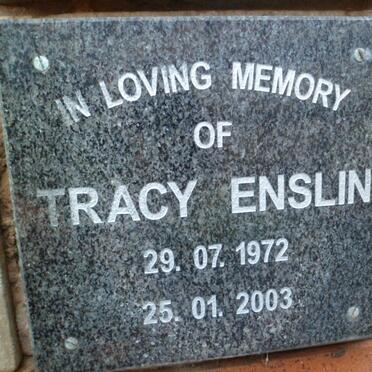 IN LOVING MEMORY
OF
TRACY ENSLIN
29. 07. 1972
25. 01. 2003